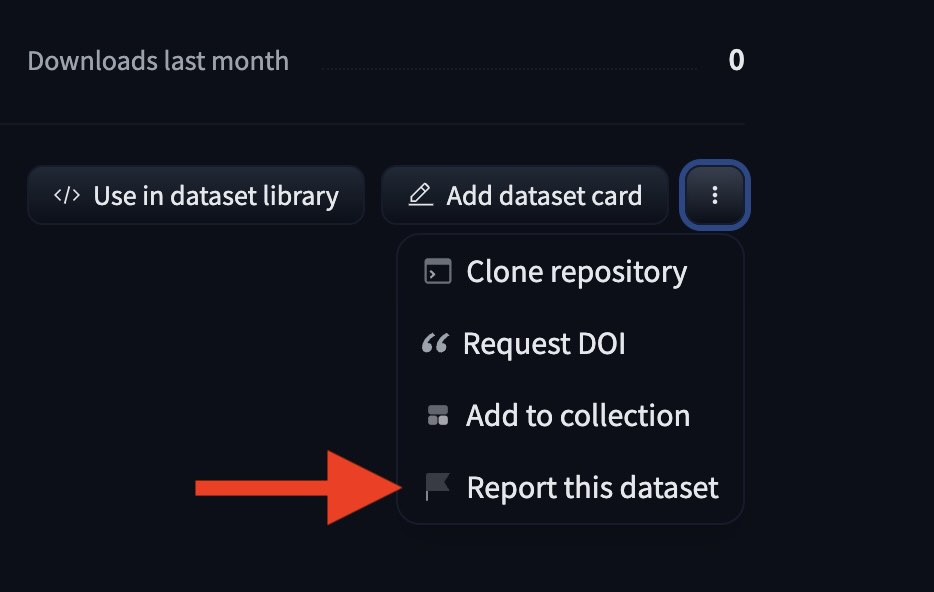 Downloads last month 0
Use in dataset library Add dataset card
Clone repository
Request DOI
Add to collection
Report this dataset